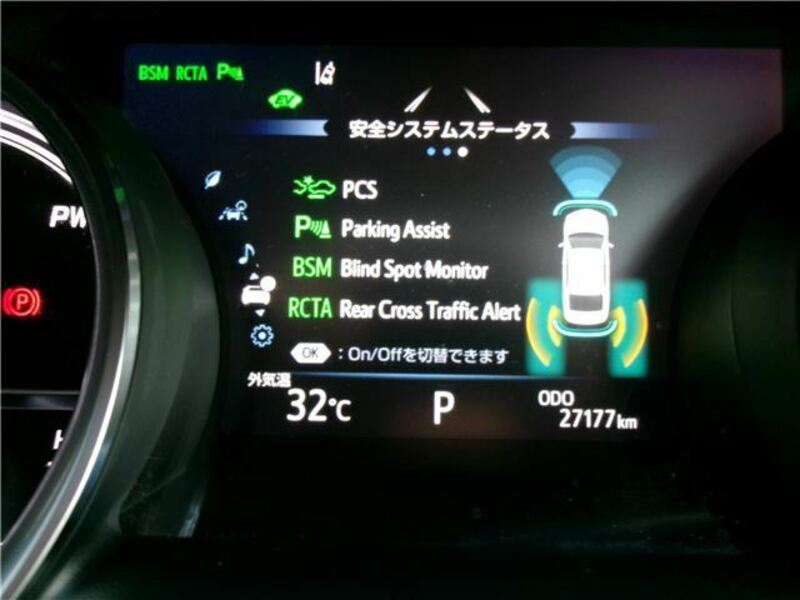 BSM RCTA P
EV
安全システムステータス
PCS
P Parking Assist
BSM Blind Spot Monitor
RCTA Rear Cross Traffic Alert
OK : On/Offを切替できます
外気温
32℃ P ODO
27177 km
PW
P